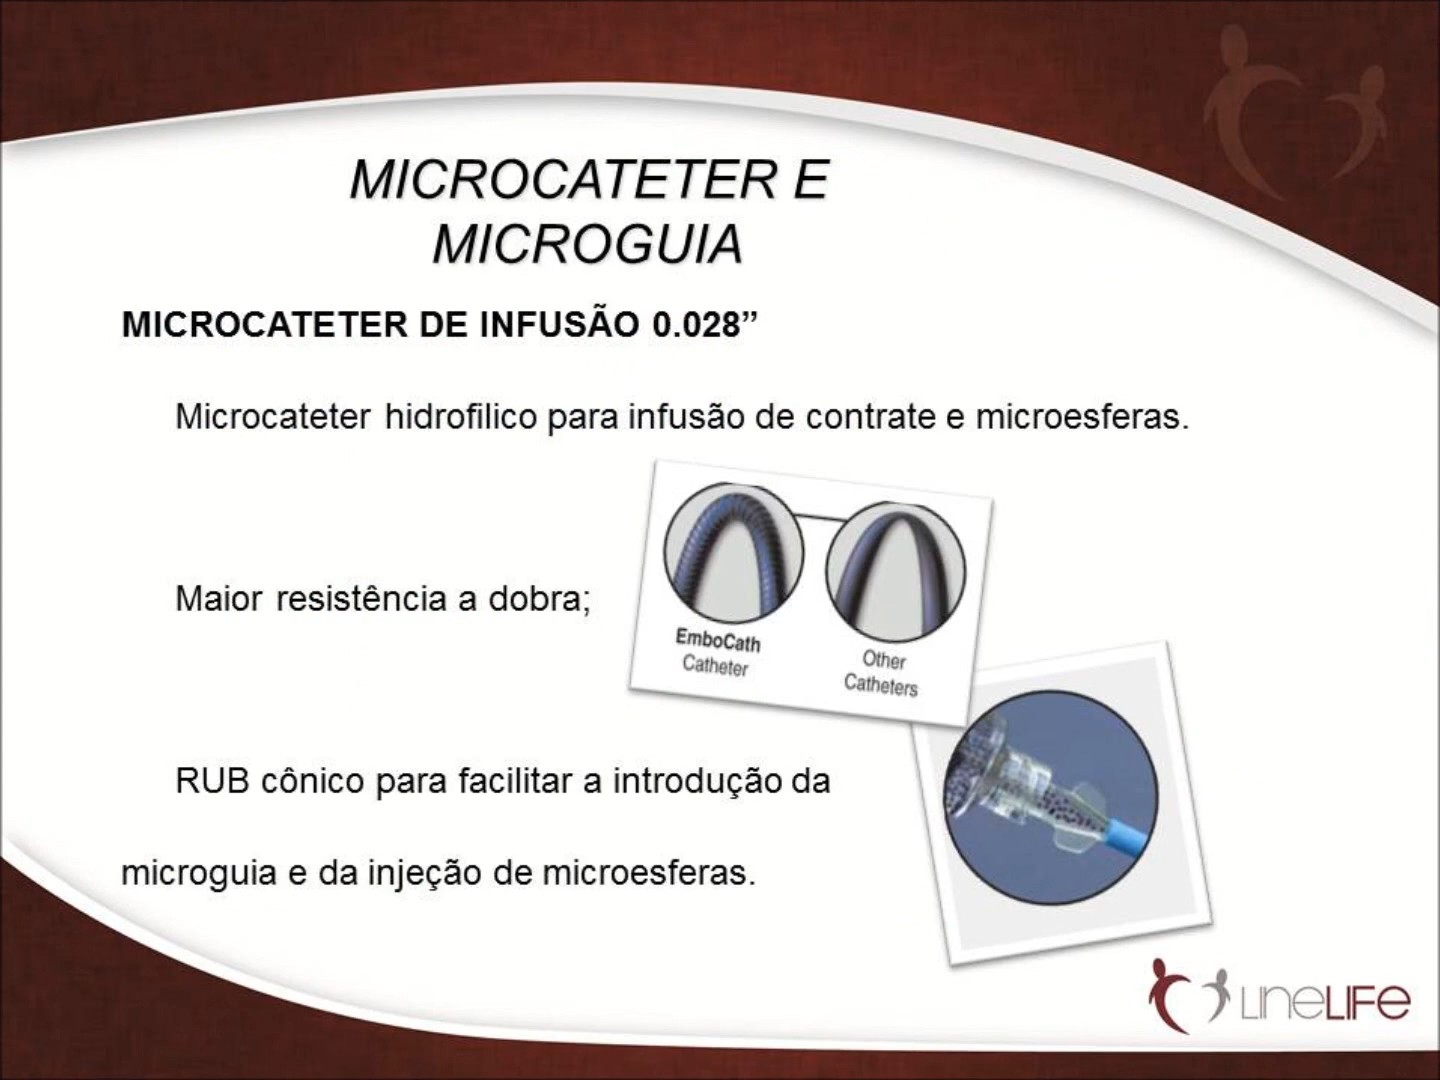 MICROCATETER E
MICROGUIA
MICROCATETER DE INFUSÃO 0.028”
Microcateter hidrofilico para infusão de contrate e microesferas.
Maior resistência a dobra;
EmboCath
Catheter
Other
Catheters
RUB cônico para facilitar a introdução da
microguia e da injeção de microesferas.
LINELIFE